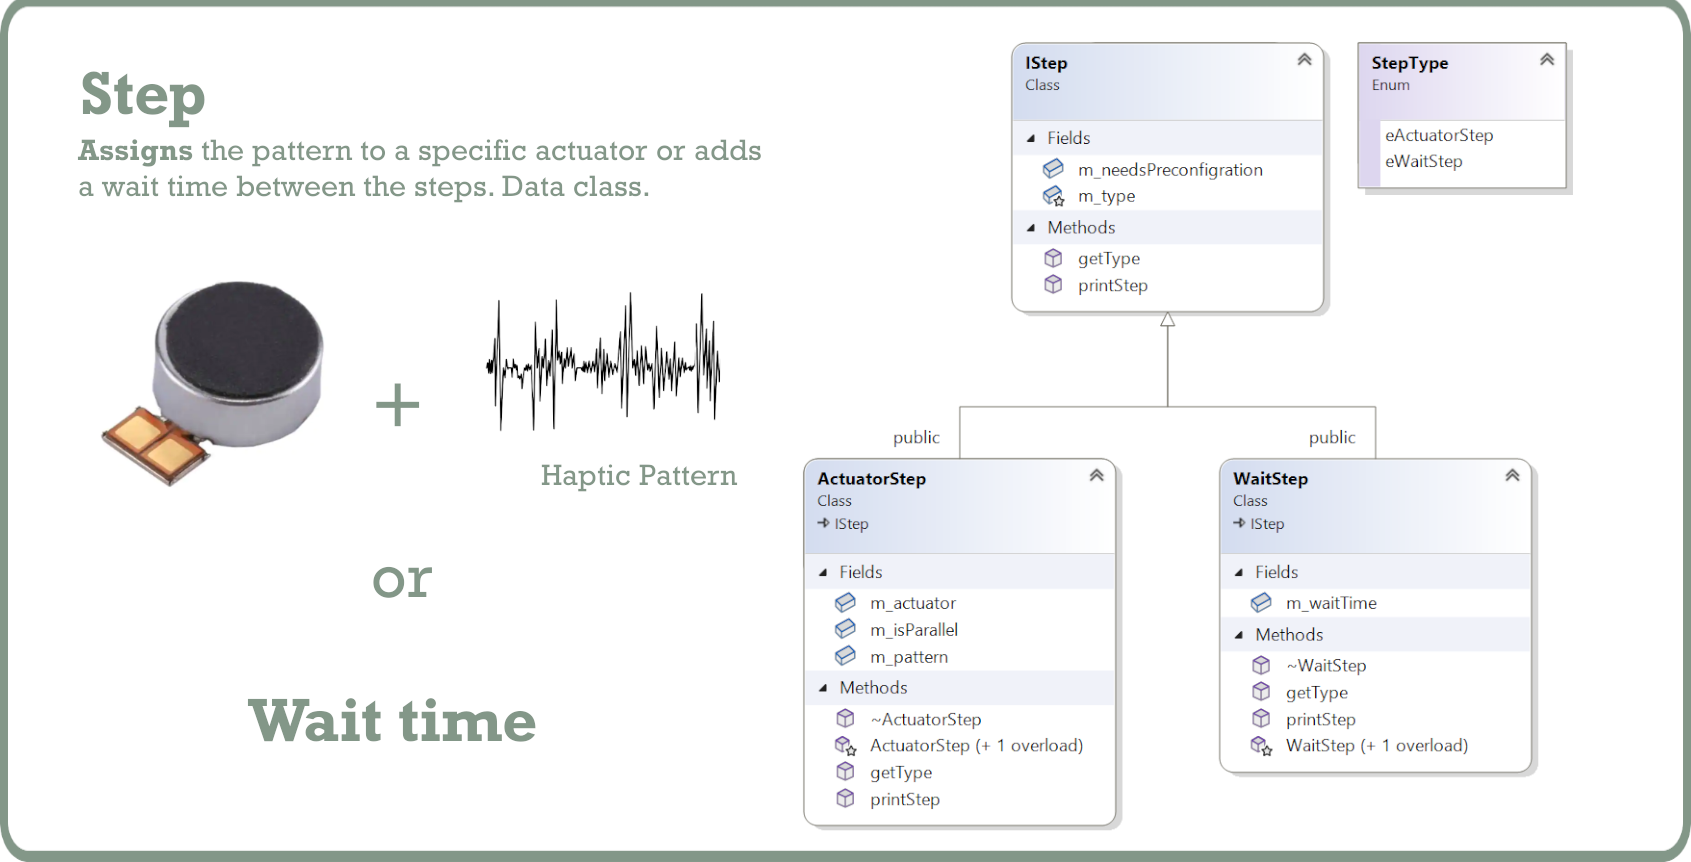 Step
Assigns the pattern to a specific actuator or adds
a wait time between the steps. Data class.
+
Haptic Pattern
or
Wait time
IStep
Class
Fields
m_needsPreconfigration
m_type
Methods
getType
printStep
StepType
Enum
eActuatorStep
eWaitStep
public
public
ActuatorStep
Class
IStep
Fields
m_actuator
m_isParallel
m_pattern
Methods
~ActuatorStep
ActuatorStep (+ 1 overload)
getType
printStep
WaitStep
Class
IStep
Fields
m_waitTime
Methods
~WaitStep
getType
printStep
WaitStep (+ 1 overload)